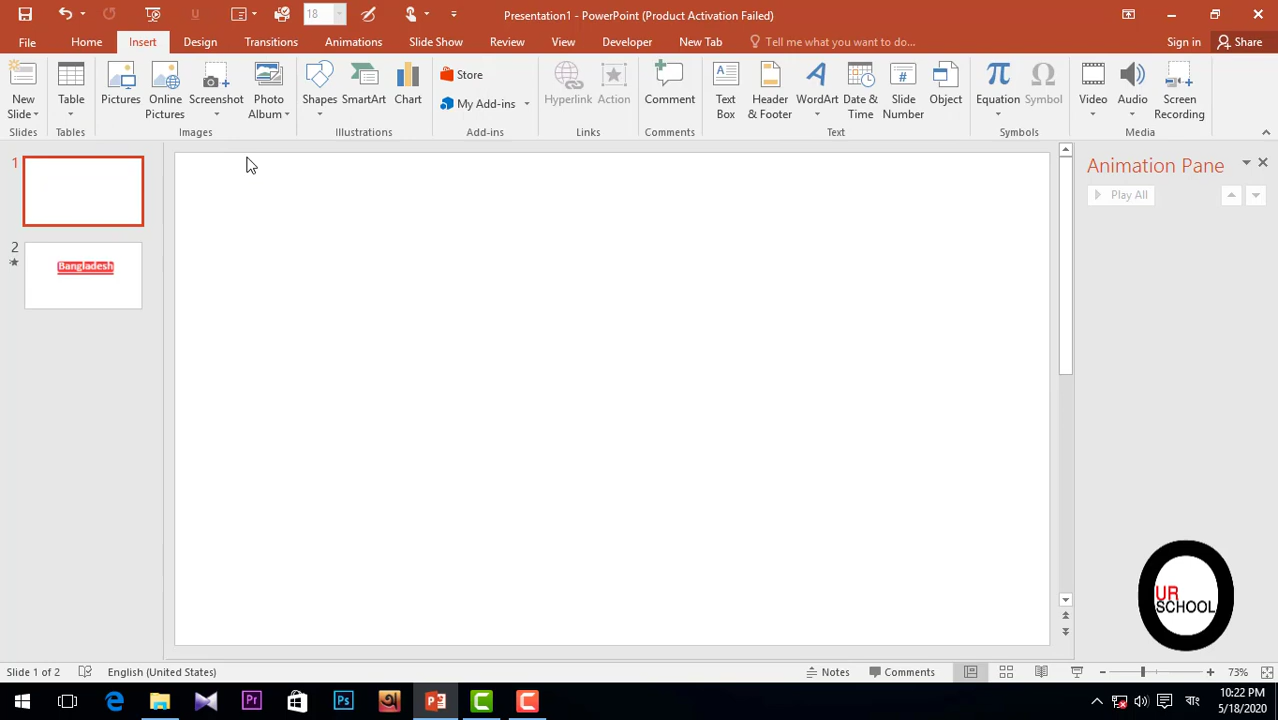 18
Presentation1 - PowerPoint (Product Activation Failed)
File
Home
Insert
Design
Transitions
Animations
Slide Show
Review
View
Developer
New Tab
Tell me what you want to do...
Sign in
Share
New Slide
Table
Pictures
Online Pictures
Screenshot
Photo Album
Shapes
SmartArt
Chart
Store
My Add-ins
Hyperlink
Action
Comment
Text Box
Header & Footer
WordArt
Date & Time
Slide Number
Object
Equation
Symbol
Video
Audio
Screen Recording
Slides
Tables
Images
Illustrations
Add-ins
Links
Comments
Text
Symbols
Media
1
2
Bangladesh
Animation Pane
Play All
UR
SCHOOL
Slide 1 of 2
English (United States)
Notes
Comments
73%
Pr
Ps
বাং
10:22 PM
5/18/2020